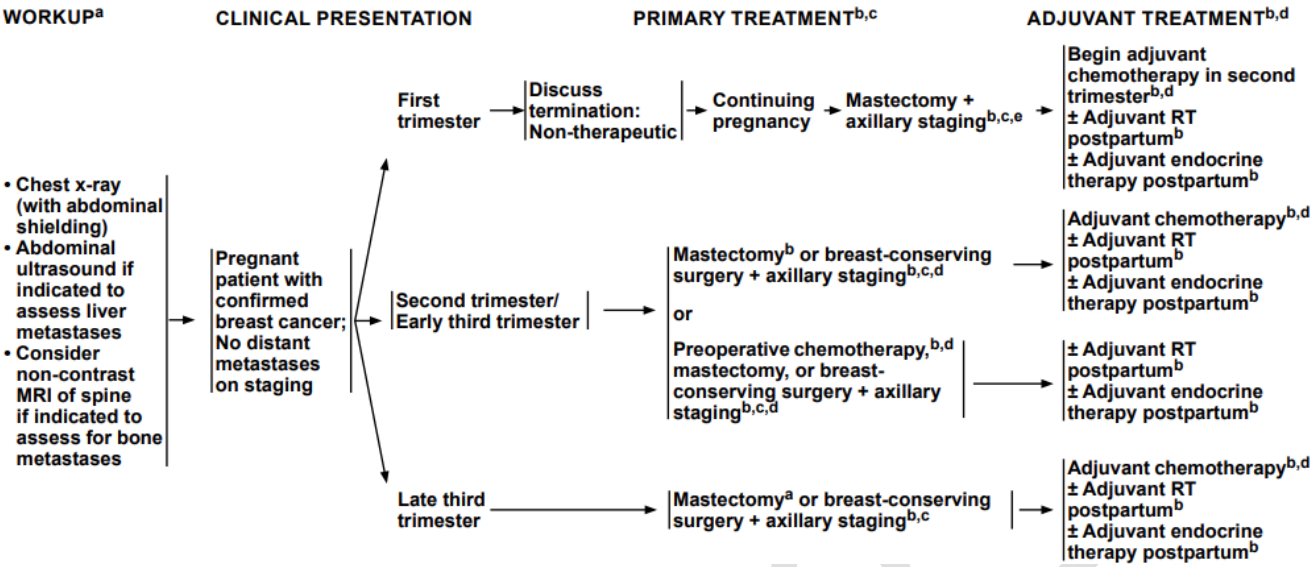 WORKUPa
CLINICAL PRESENTATION
PRIMARY TREATMENTb,c
ADJUVANT TREATMENTb,d
• Chest x-ray
(with abdominal
shielding)
• Abdominal
ultrasound if
indicated to
assess liver
metastases
• Consider
non-contrast
MRI of spine
if indicated to
assess for bone
metastases
Pregnant
patient with
confirmed
breast cancer;
No distant
metastases
on staging
First
trimester
Discuss
termination:
Non-therapeutic
Continuing
pregnancy
Mastectomy +
axillary stagingb,c,e
Begin adjuvant
chemotherapy in second
trimesterb,d
± Adjuvant RT
postpartumb
± Adjuvant endocrine
therapy postpartumb
Second trimester/
Early third trimester
Mastectomyb or breast-conserving
surgery + axillary stagingb,c,d
or
Preoperative chemotherapy,b,d
mastectomy, or breast-
conserving surgery + axillary
stagingb,c,d
Adjuvant chemotherapyb,d
± Adjuvant RT
postpartumb
± Adjuvant endocrine
therapy postpartumb
± Adjuvant RT
postpartumb
± Adjuvant endocrine
therapy postpartumb
Late third
trimester
Mastectomya or breast-conserving
surgery + axillary stagingb,c
Adjuvant chemotherapyb,d
± Adjuvant RT
postpartumb
± Adjuvant endocrine
therapy postpartumb